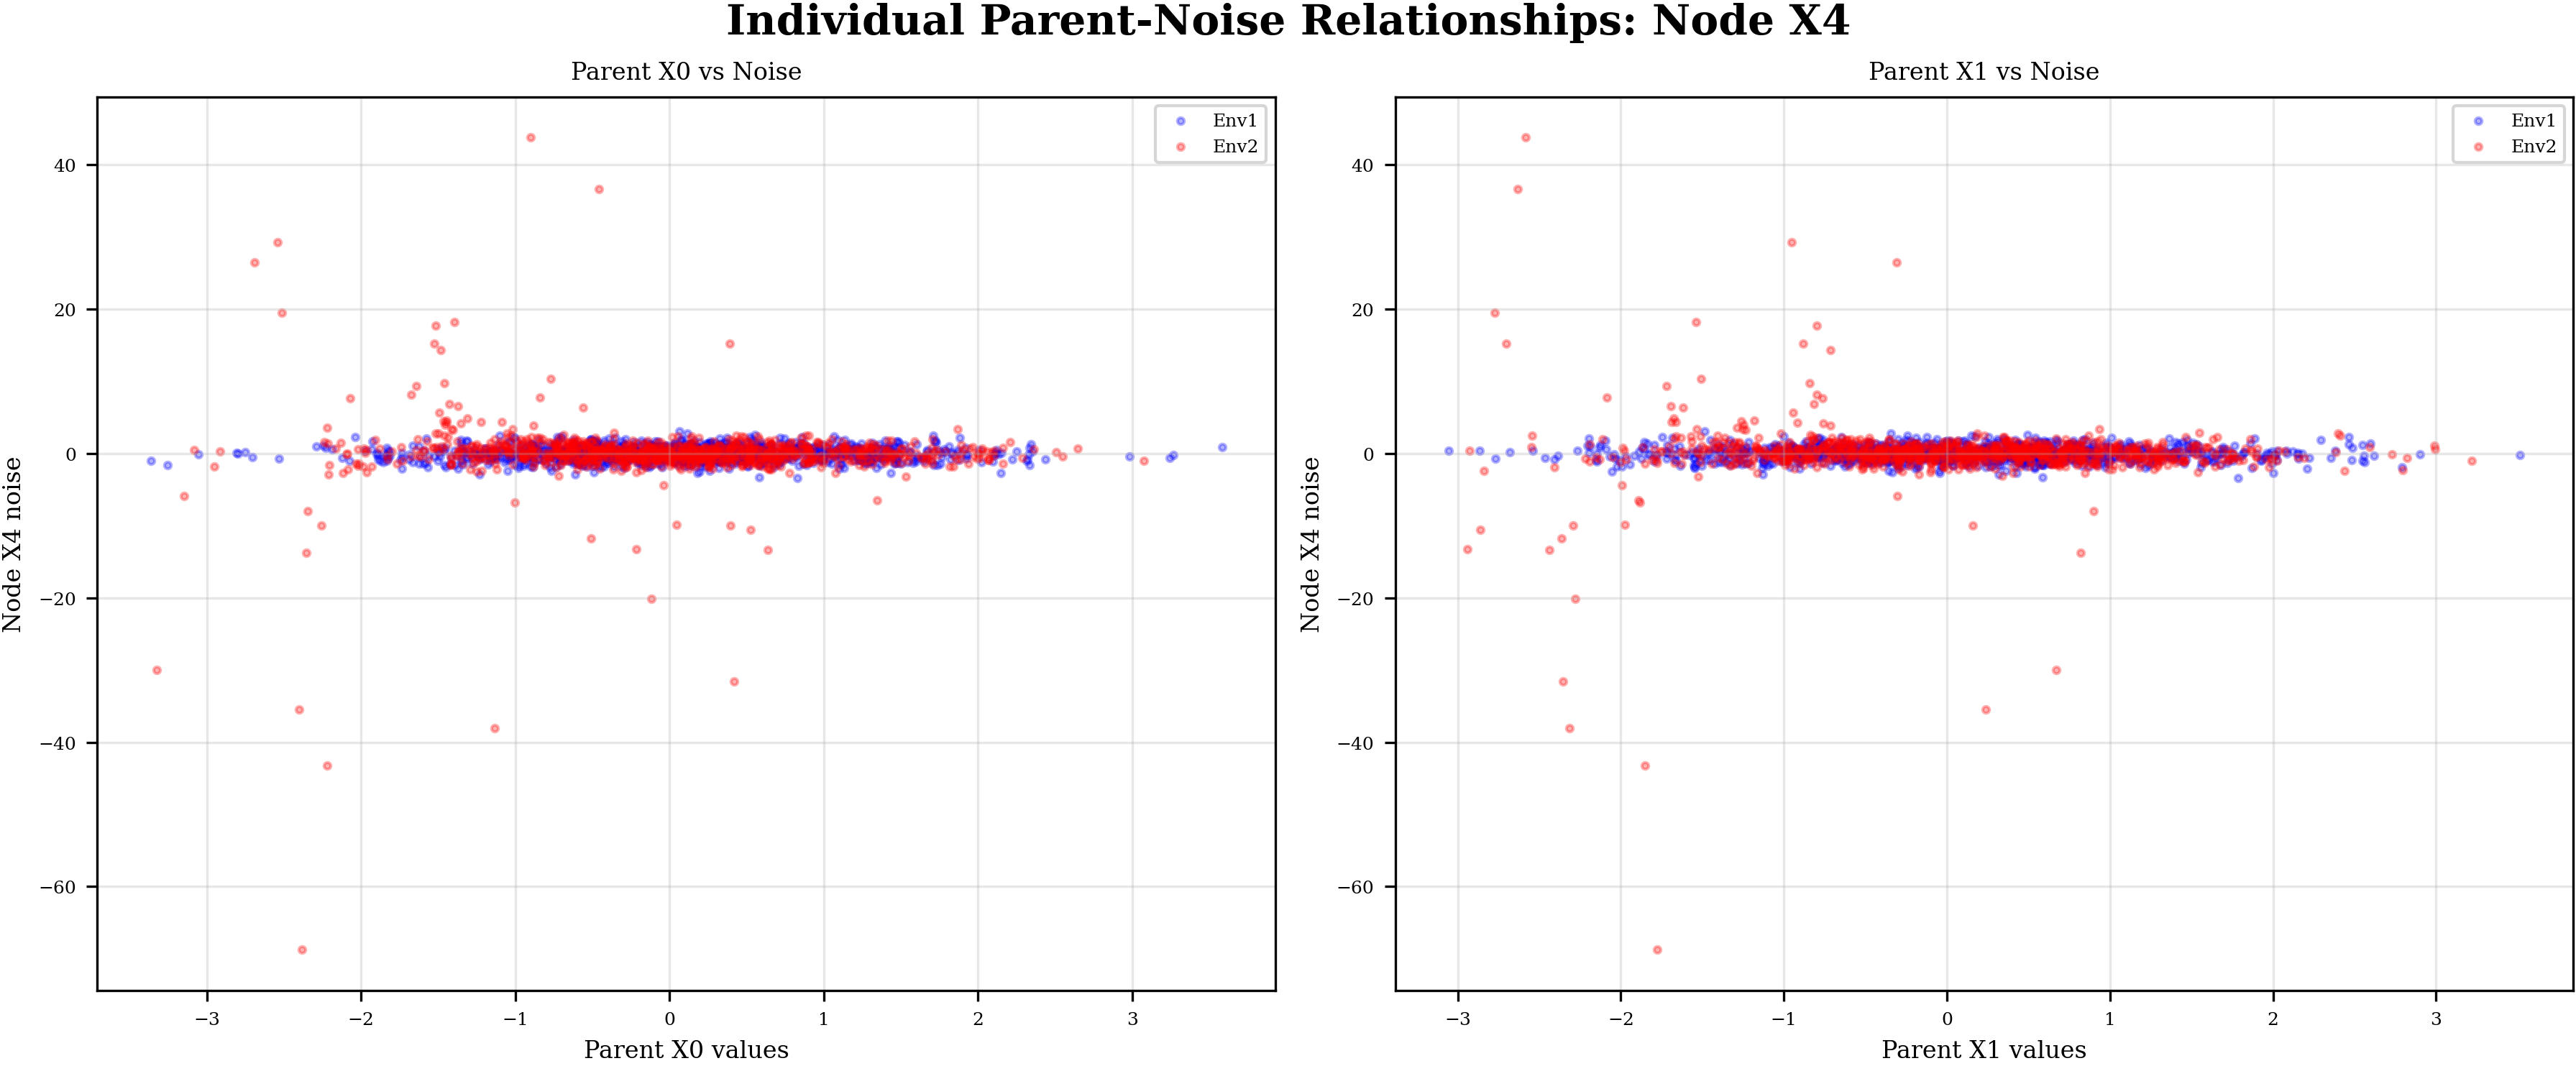 Individual Parent-Noise Relationships: Node X4
Parent X0 vs Noise
Env1
Env2
40
20
0
−20
−40
−60
Node X4 noise
−3
−2
−1
0
1
2
3
Parent X0 values
Parent X1 vs Noise
Env1
Env2
40
20
0
−20
−40
−60
Node X4 noise
−3
−2
−1
0
1
2
3
Parent X1 values